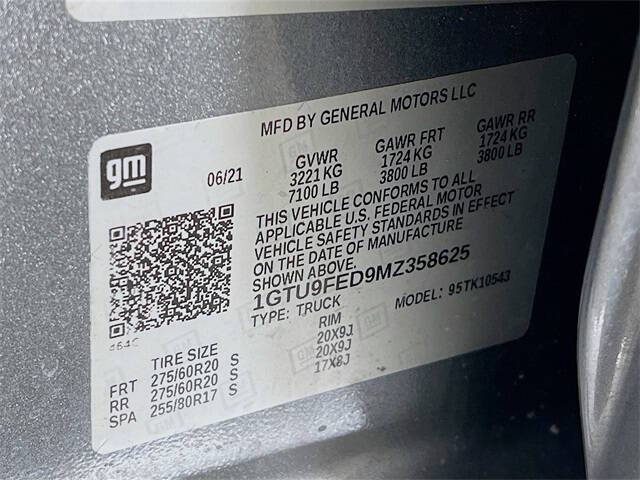 MFD BY GENERAL MOTORS LLC
gm
06/21
GVWR GAWR FRT GAWR RR
3221 KG 1724 KG 1724 KG
7100 LB 3800 LB 3800 LB
THIS VEHICLE CONFORMS TO ALL
APPLICABLE U.S. FEDERAL MOTOR
VEHICLE SAFETY STANDARDS IN EFFECT
ON THE DATE OF MANUFACTURE
SHOWN ABOVE.
1GTU9FED9MZ358625
TYPE: TRUCK MODEL: 95TK10543
TIRE SIZE RIM
FRT 275/60R20 S 20X9J
RR 275/60R20 S 20X9J
SPA 255/80R17 S 17X8J